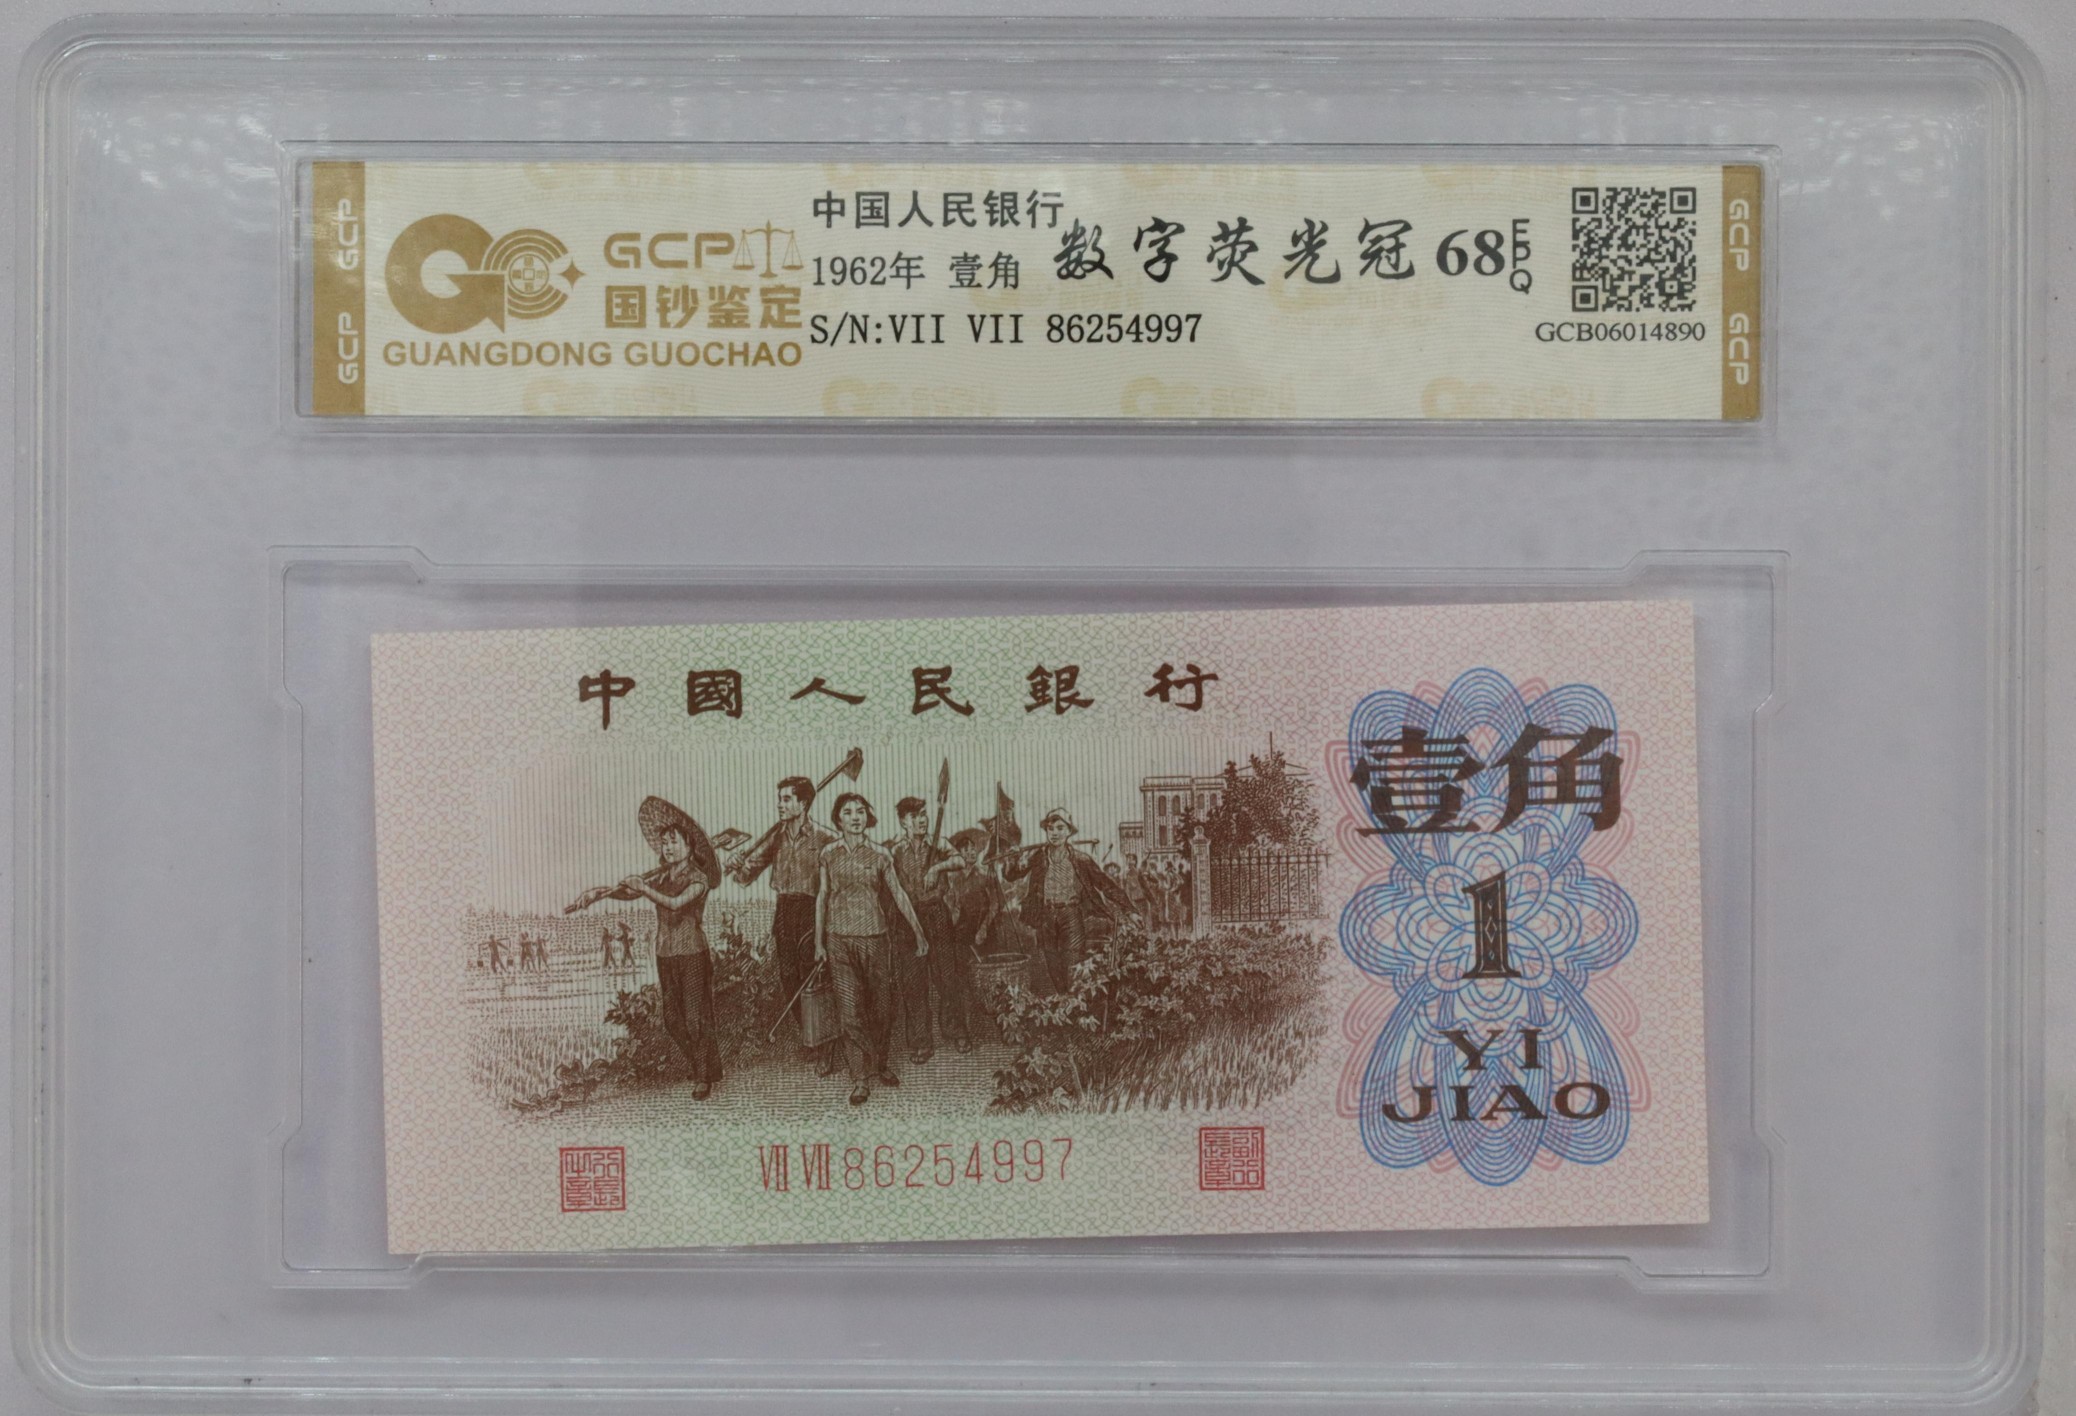 GCP GCP
GCP
国钞鉴定
GUANGDONG GUOCHAO
中国人民银行
1962年 壹角
S/N:VII VII 86254997
数字荧光冠 68 EPQ
GCB06014890
GCP GCP
中國人民銀行
壹角
1
YI
JIAO
VII VII 86254997